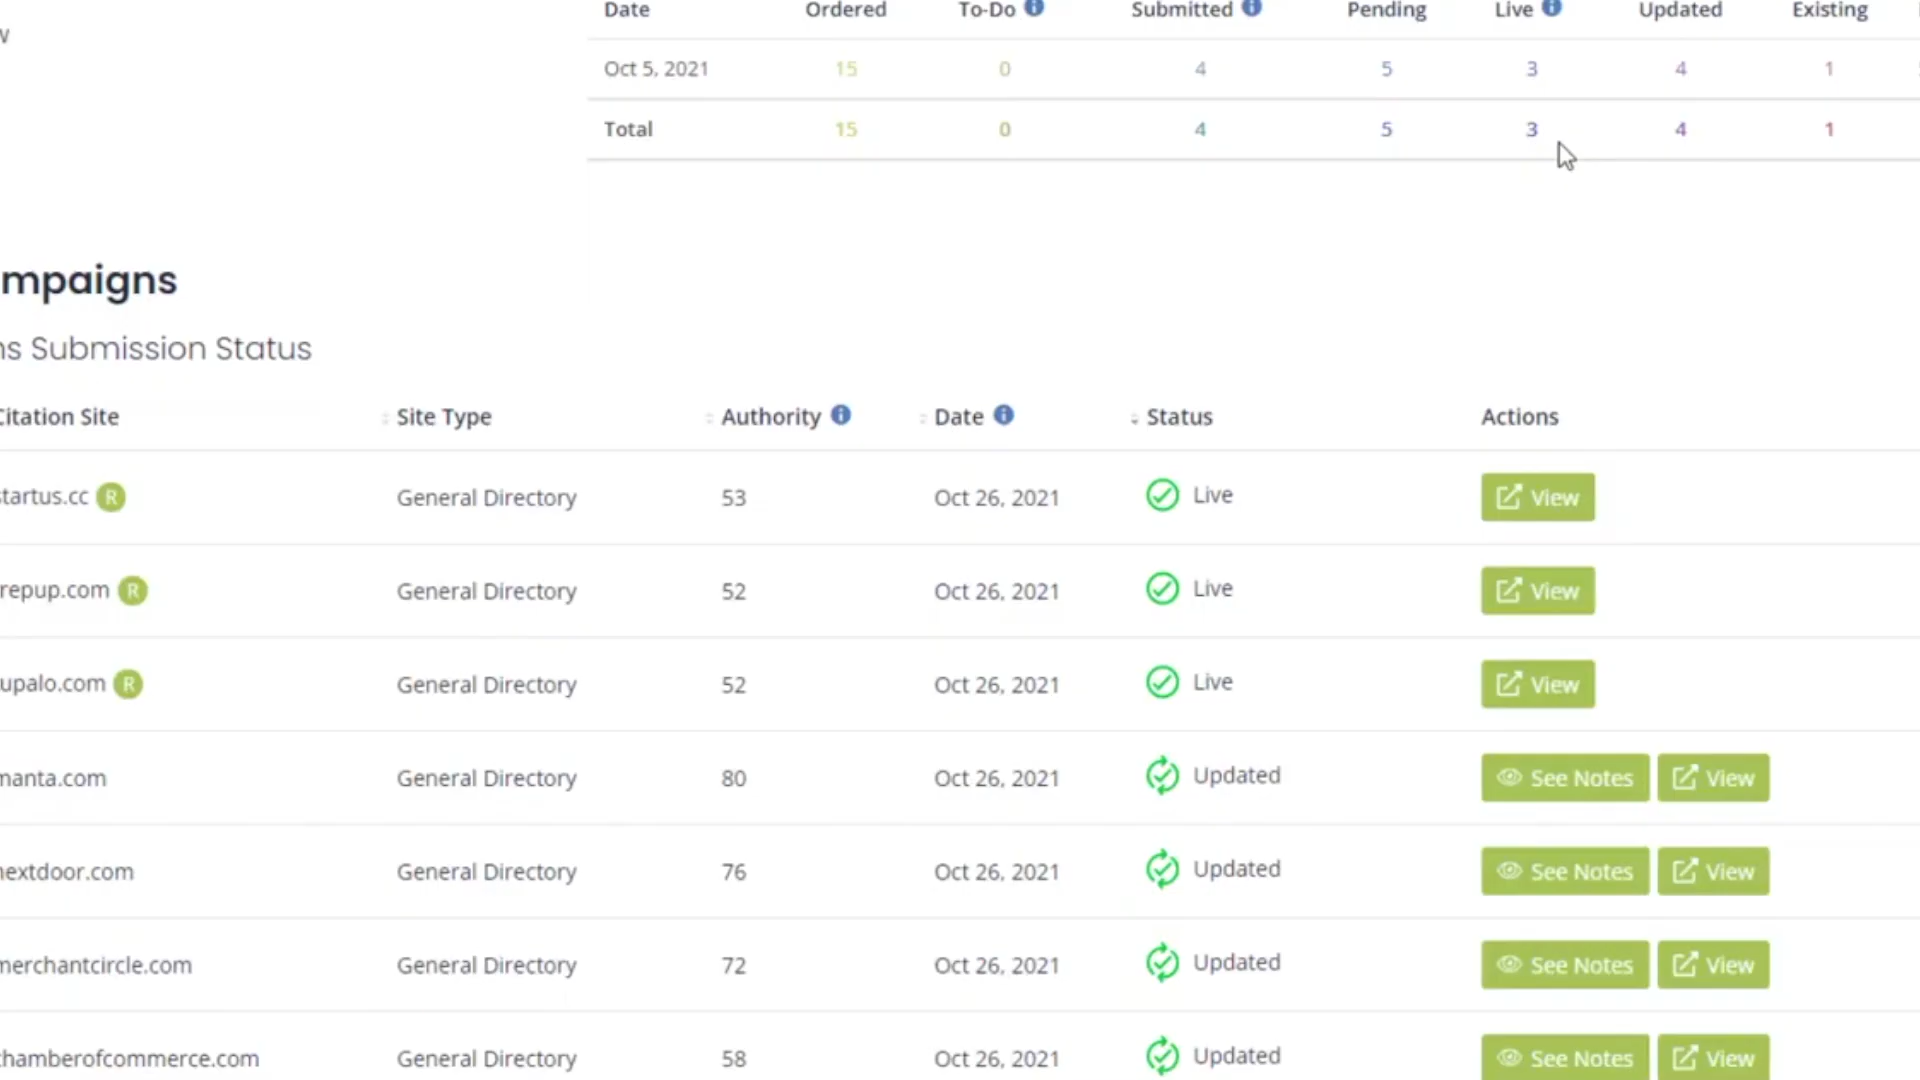 Date Ordered To-Do Submitted Pending Live Updated Existing
Oct 5, 2021 15 0 4 5 3 4 1
Total 15 0 4 5 3 4 1
mpaigns
ns Submission Status
Citation Site Site Type Authority Date Status Actions
startus.cc R General Directory 53 Oct 26, 2021 Live View
repup.com R General Directory 52 Oct 26, 2021 Live View
upalo.com R General Directory 52 Oct 26, 2021 Live View
manta.com General Directory 80 Oct 26, 2021 Updated See Notes View
nextdoor.com General Directory 76 Oct 26, 2021 Updated See Notes View
merchantcircle.com General Directory 72 Oct 26, 2021 Updated See Notes View
chamberofcommerce.com General Directory 58 Oct 26, 2021 Updated See Notes View